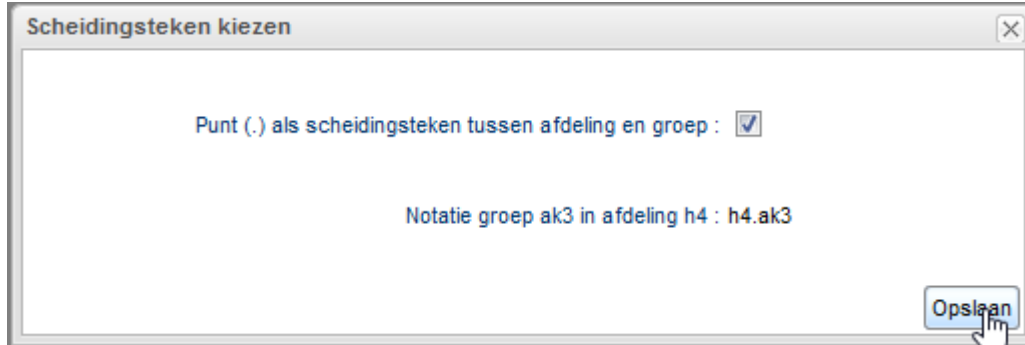 Scheidingsteken kiezen
Punt (.) als scheidingsteken tussen afdeling en groep :
Notatie groep ak3 in afdeling h4 : h4.ak3
Opslaan